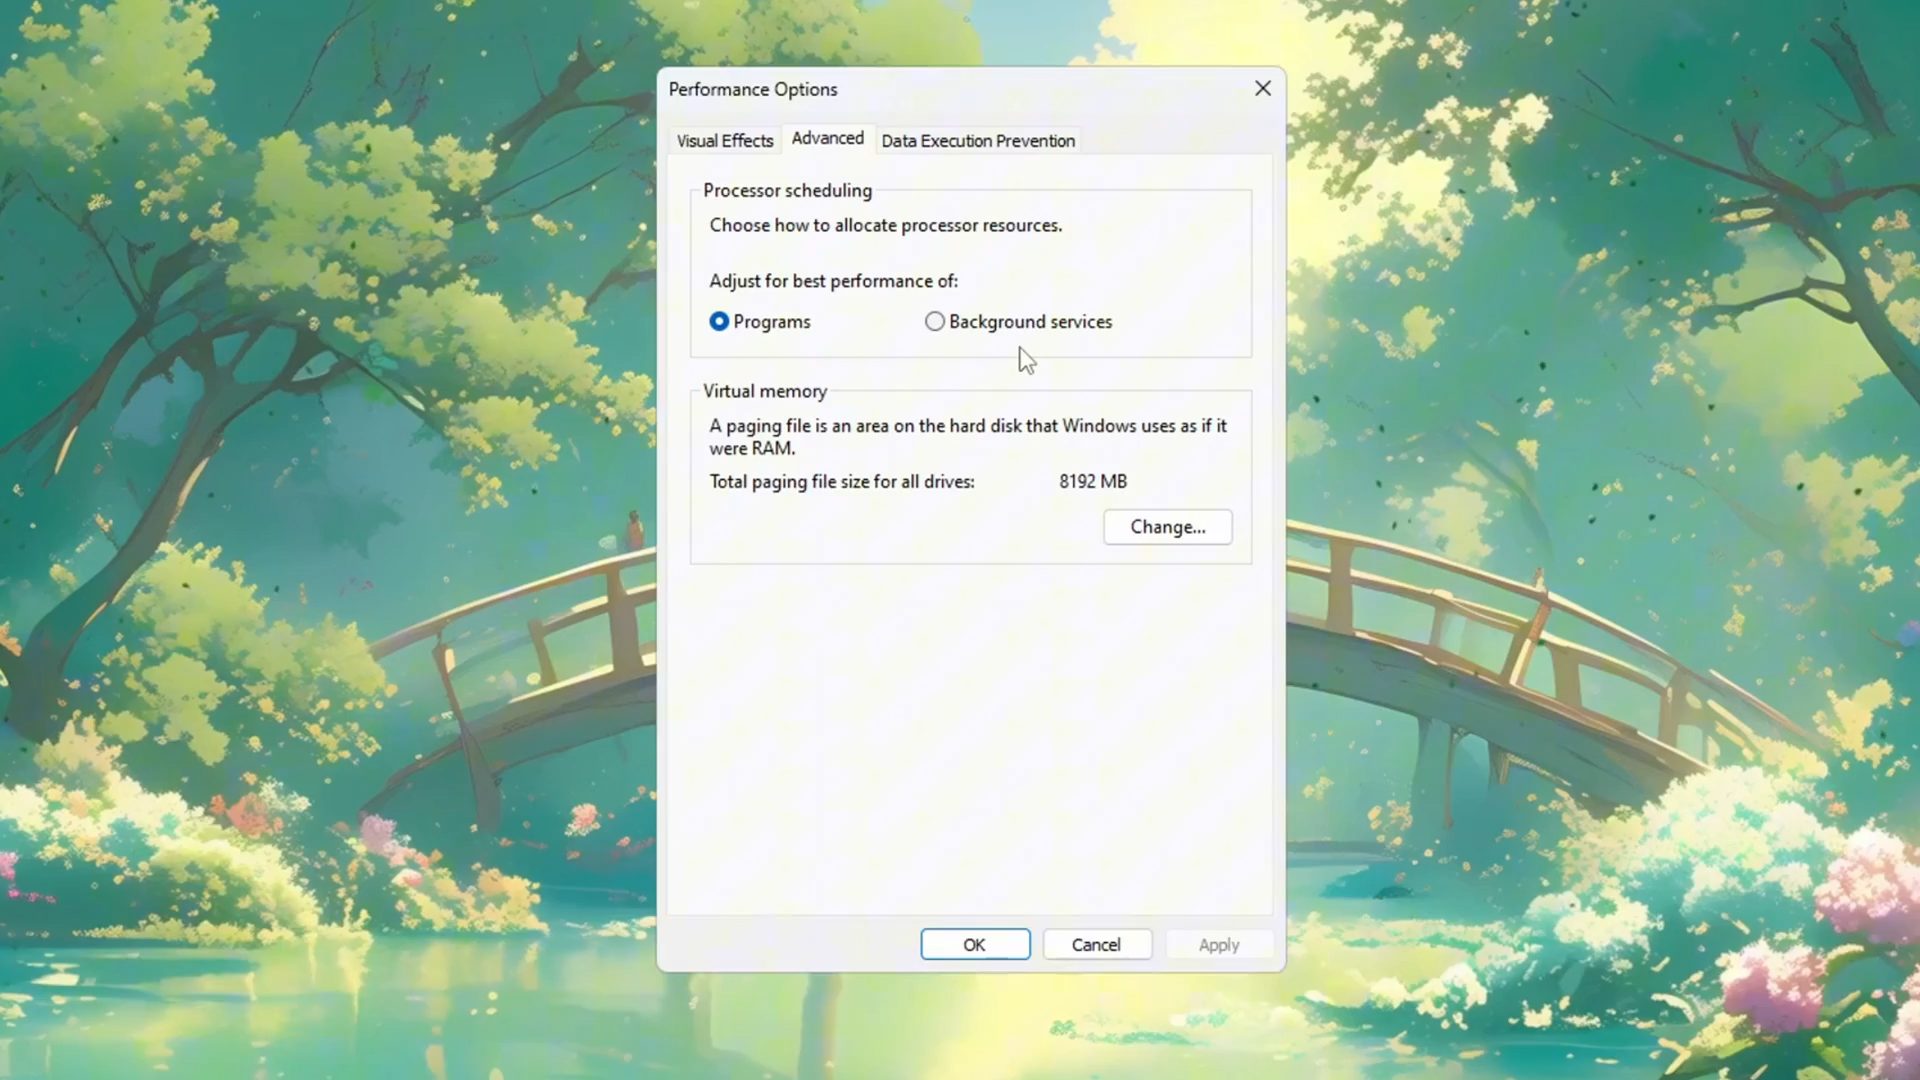 Performance Options
Visual Effects
Advanced
Data Execution Prevention
Processor scheduling
Choose how to allocate processor resources.
Adjust for best performance of:
Programs
Background services
Virtual memory
A paging file is an area on the hard disk that Windows uses as if it
were RAM.
Total paging file size for all drives: 8192 MB
Change...
OK
Cancel
Apply